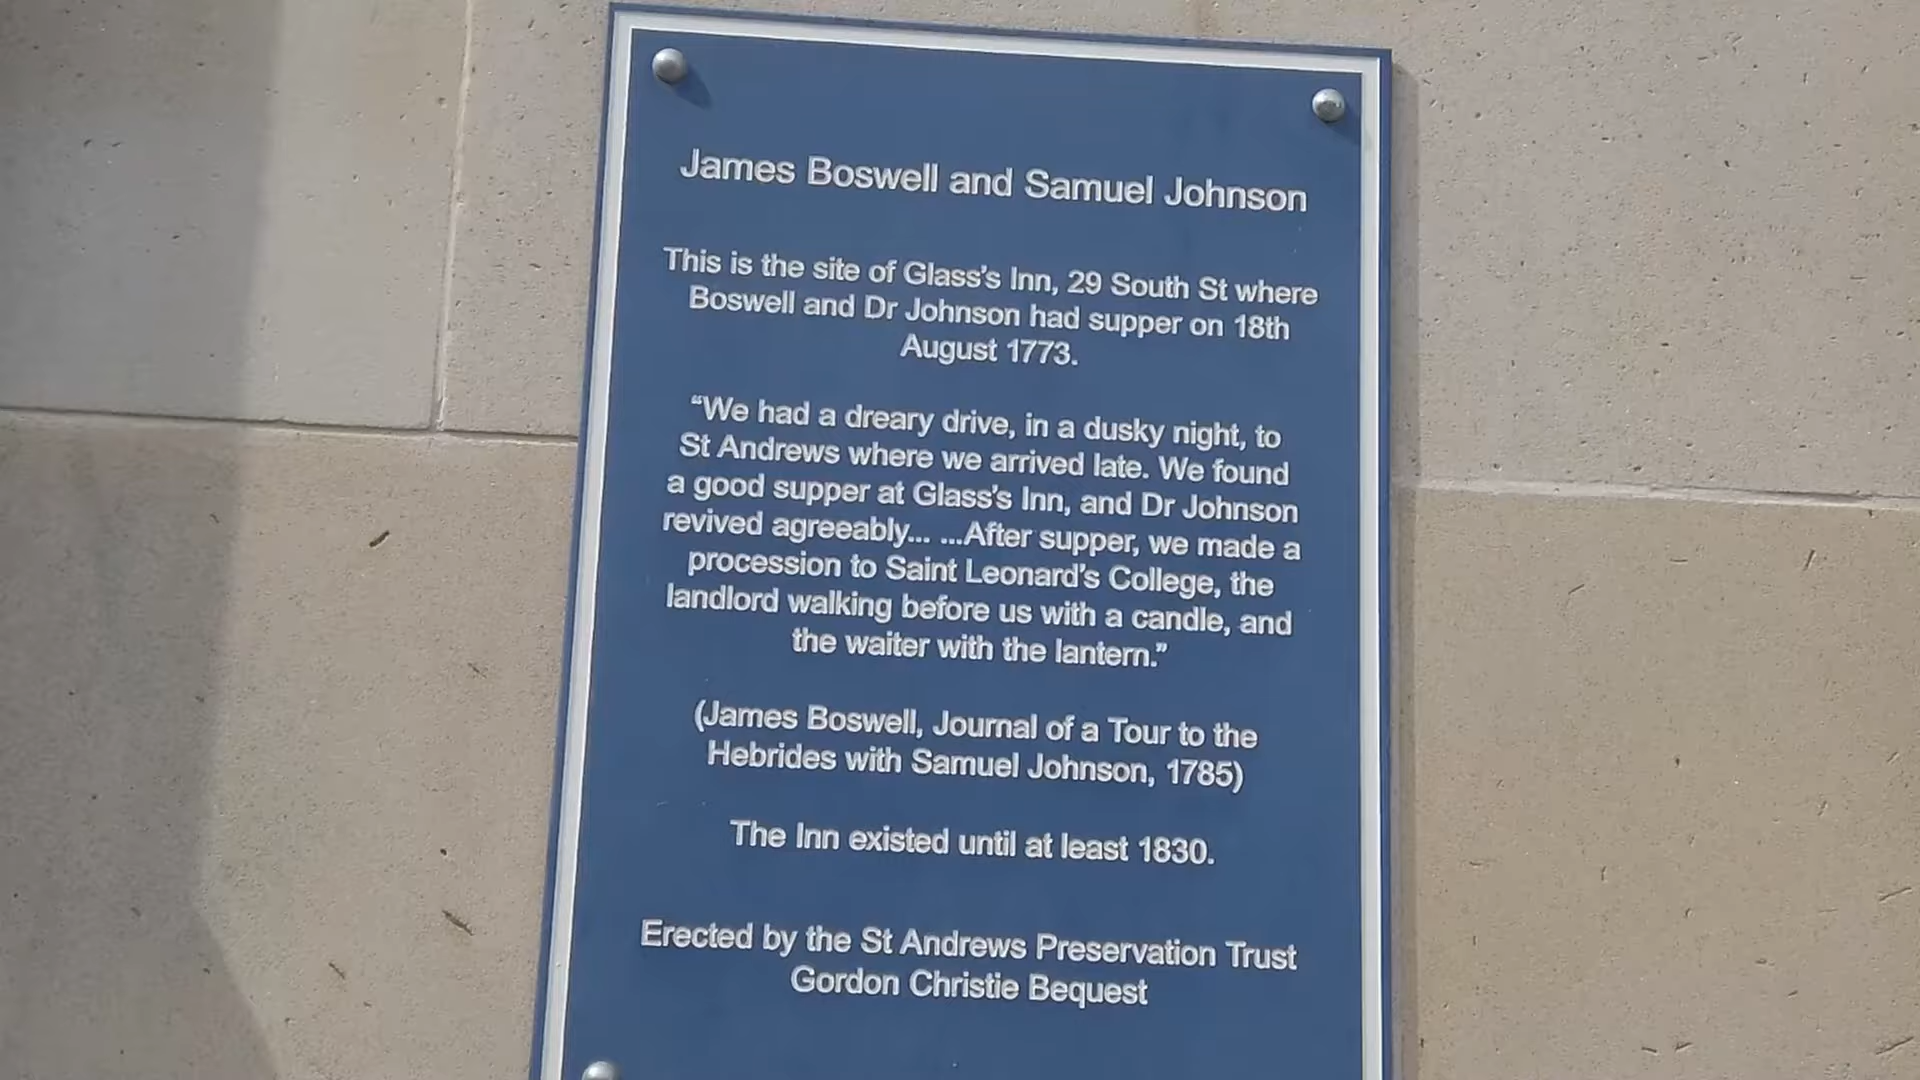 James Boswell and Samuel Johnson
This is the site of Glass's Inn, 29 South St where
Boswell and Dr Johnson had supper on 18th
August 1773.
“We had a dreary drive, in a dusky night, to
St Andrews where we arrived late. We found
a good supper at Glass's Inn, and Dr Johnson
revived agreeably... ...After supper, we made a
procession to Saint Leonard's College, the
landlord walking before us with a candle, and
the waiter with the lantern.”
(James Boswell, Journal of a Tour to the
Hebrides with Samuel Johnson, 1785)
The Inn existed until at least 1830.
Erected by the St Andrews Preservation Trust
Gordon Christie Bequest